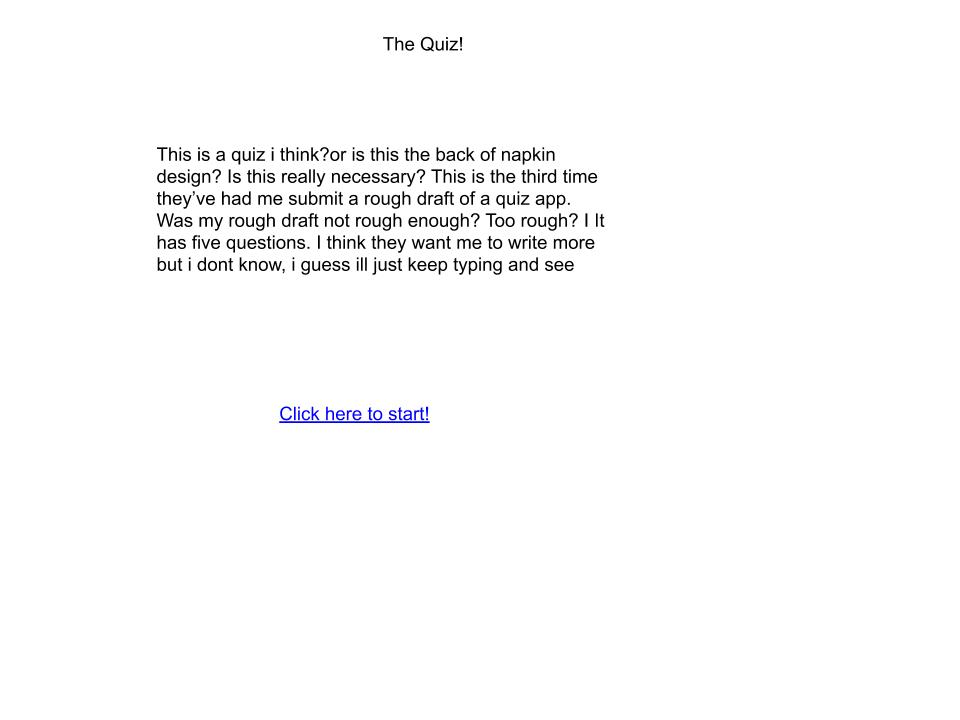 The Quiz!
This is a quiz i think?or is this the back of napkin
design? Is this really necessary? This is the third time
they’ve had me submit a rough draft of a quiz app.
Was my rough draft not rough enough? Too rough? I It
has five questions. I think they want me to write more
but i dont know, i guess ill just keep typing and see
Click here to start!